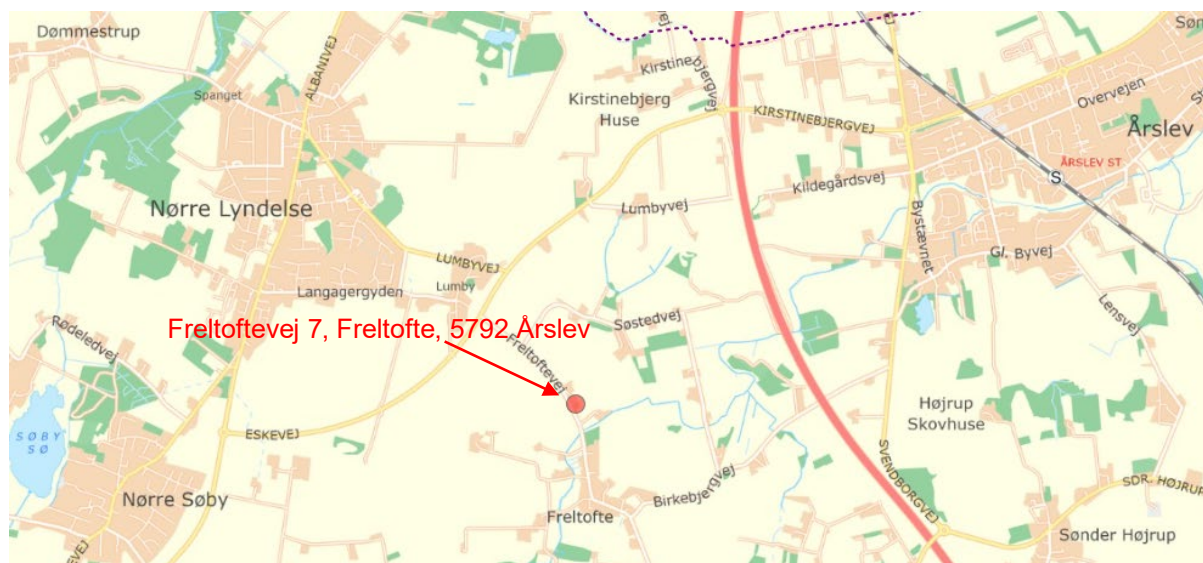 Dømmestrup
Spanget
ALBANIVEJ
Kirstinebjergvej
Kirstinebjerg
Huse
KIRSTINEBJERGVEJ
Overvejen
Årslev
ÅRSLEV ST
S
Kildegårdsvej
Nørre Lyndelse
Lumbyvej
Bystævnet
Gl. Byvej
LUMBYVEJ
Langagergyden
Lumby
Lensvej
Rødeledvej
Freltoftevej 7, Freltofte, 5792 Årslev
Søstedvej
Freltoftevej
Højrup
Skovhuse
SØBY
SØ
ESKEVEJ
SVENDBORGVEJ
Nørre Søby
Birkebjergvej
SDR. HØJRUP
Freltofte
Sønder Højrup